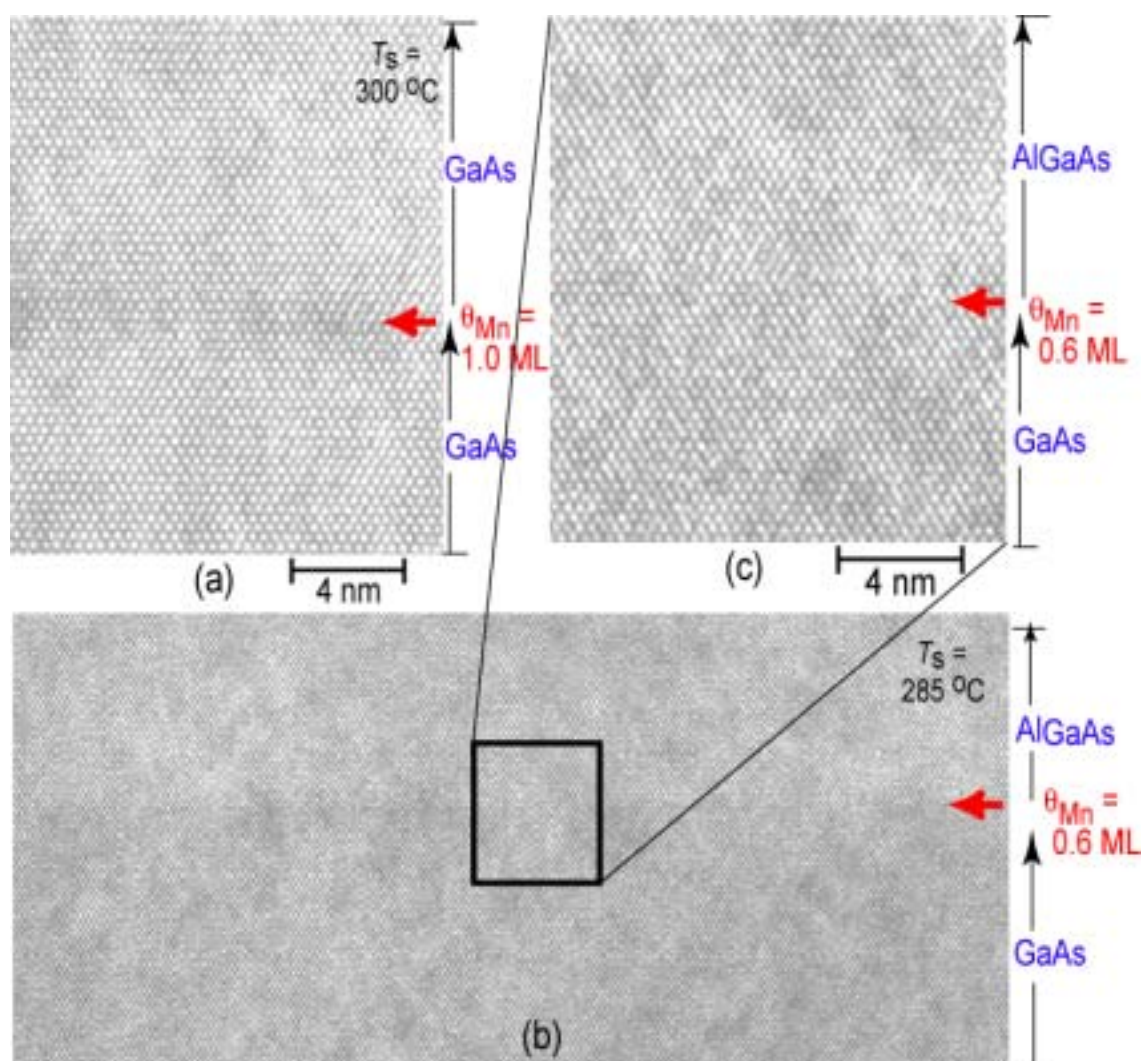 Ts =
300 °C
GaAs
θMn =
1.0 ML
GaAs
(a)
4 nm
AlGaAs
θMn =
0.6 ML
GaAs
(c)
4 nm
Ts =
285 °C
AlGaAs
θMn =
0.6 ML
GaAs
(b)